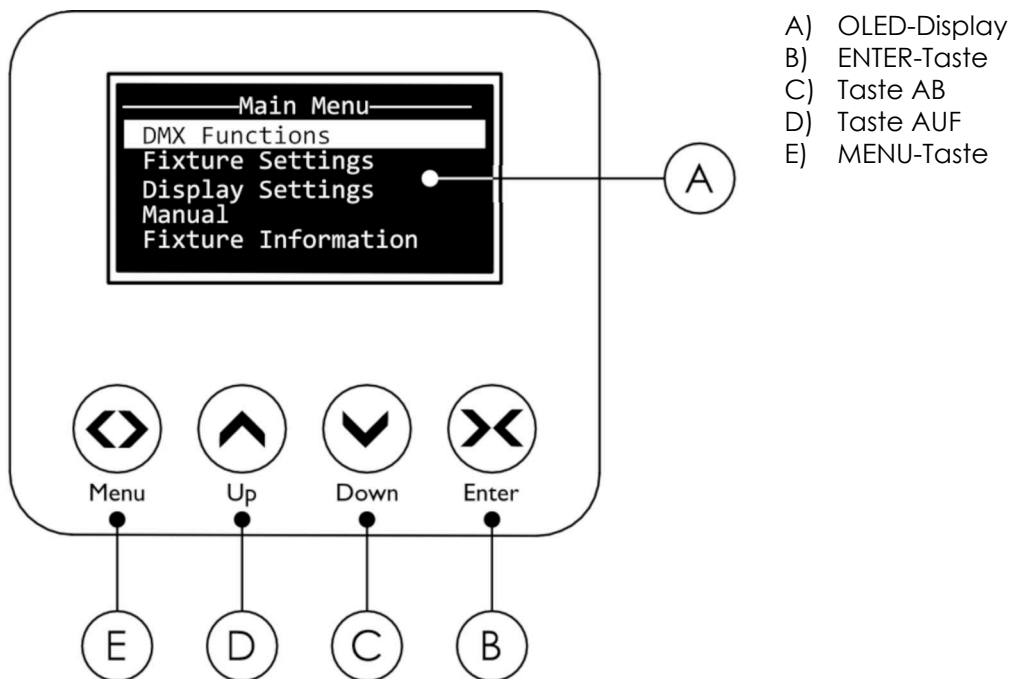 Main Menu
DMX Functions
Fixture Settings
Display Settings
Manual
Fixture Information
A
Menu
Up
Down
Enter
E
D
C
B
A) OLED-Display
B) ENTER-Taste
C) Taste AB
D) Taste AUF
E) MENU-Taste